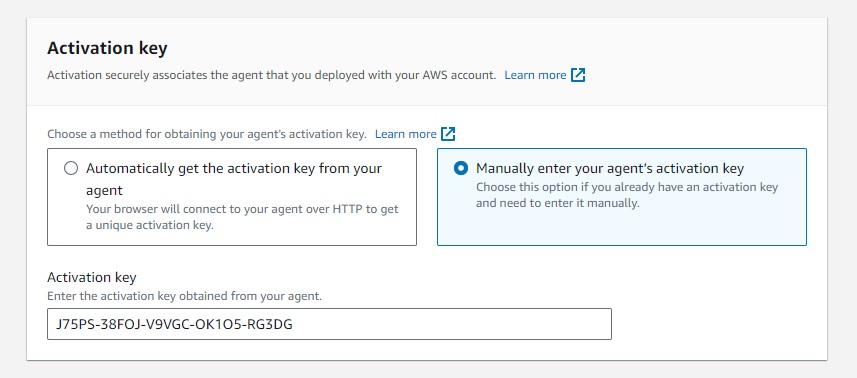 Activation key
Activation securely associates the agent that you deployed with your AWS account. Learn more
Choose a method for obtaining your agent's activation key. Learn more
Automatically get the activation key from your
agent
Your browser will connect to your agent over HTTP to get
a unique activation key.
Manually enter your agent's activation key
Choose this option if you already have an activation key
and need to enter it manually.
Activation key
Enter the activation key obtained from your agent.
J75PS-38FOJ-V9VGC-OK1O5-RG3DG